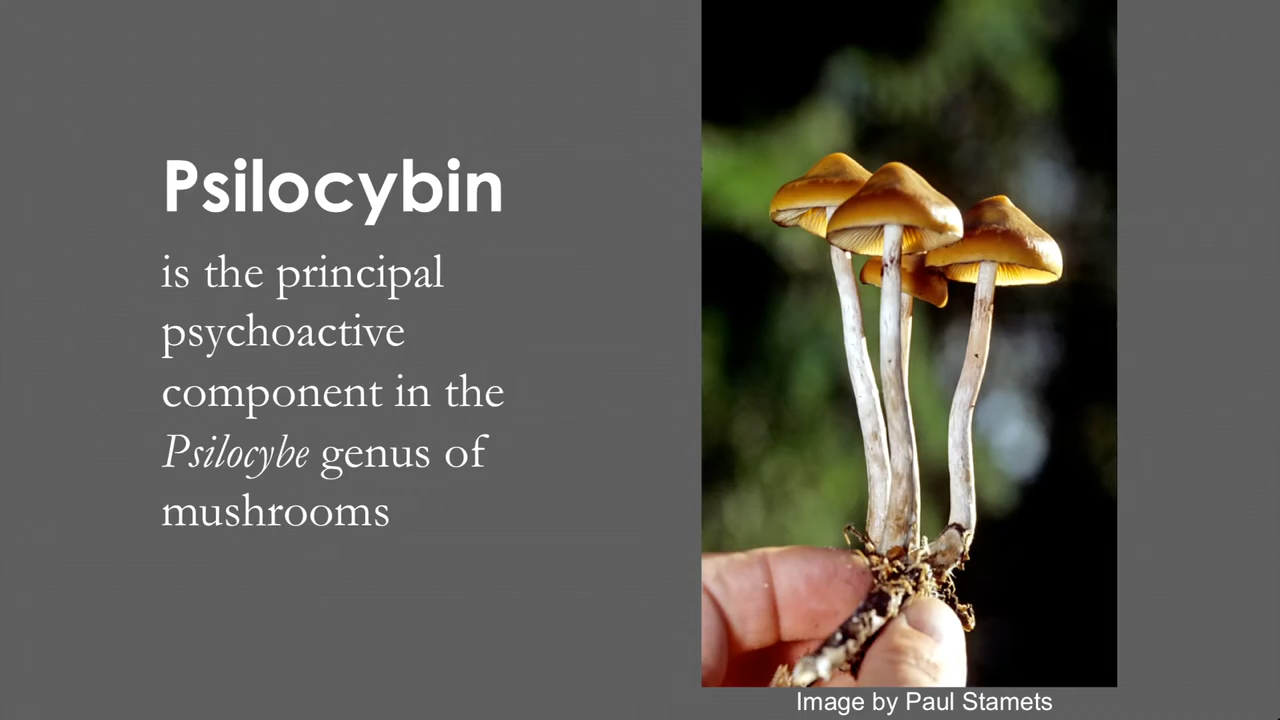 Psilocybin
is the principal
psychoactive
component in the
Psilocybe genus of
mushrooms
Image by Paul Stamets